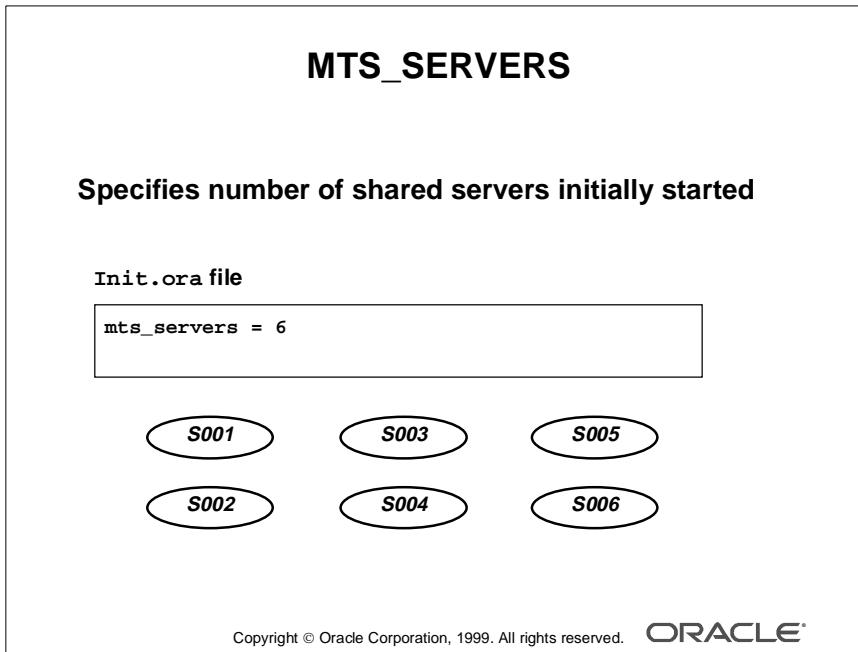 MTS_SERVERS
Specifies number of shared servers initially started
Init.ora file
mts_servers = 6
S001 S003 S005
S002 S004 S006
Copyright © Oracle Corporation, 1999. All rights reserved. ORACLE®